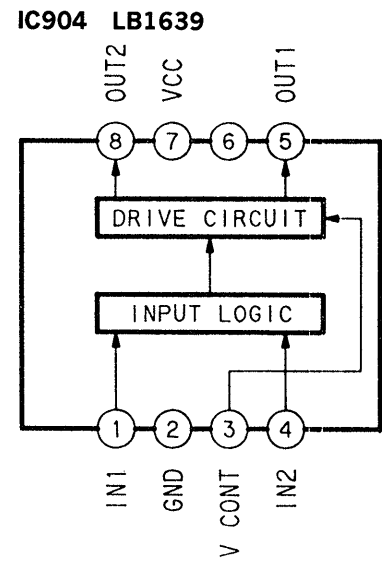 IC904 LB1639
OUT2 VCC OUT1
8 7 6 5
DRIVE CIRCUIT
INPUT LOGIC
1 2 3 4
IN1 GND V CONT IN2